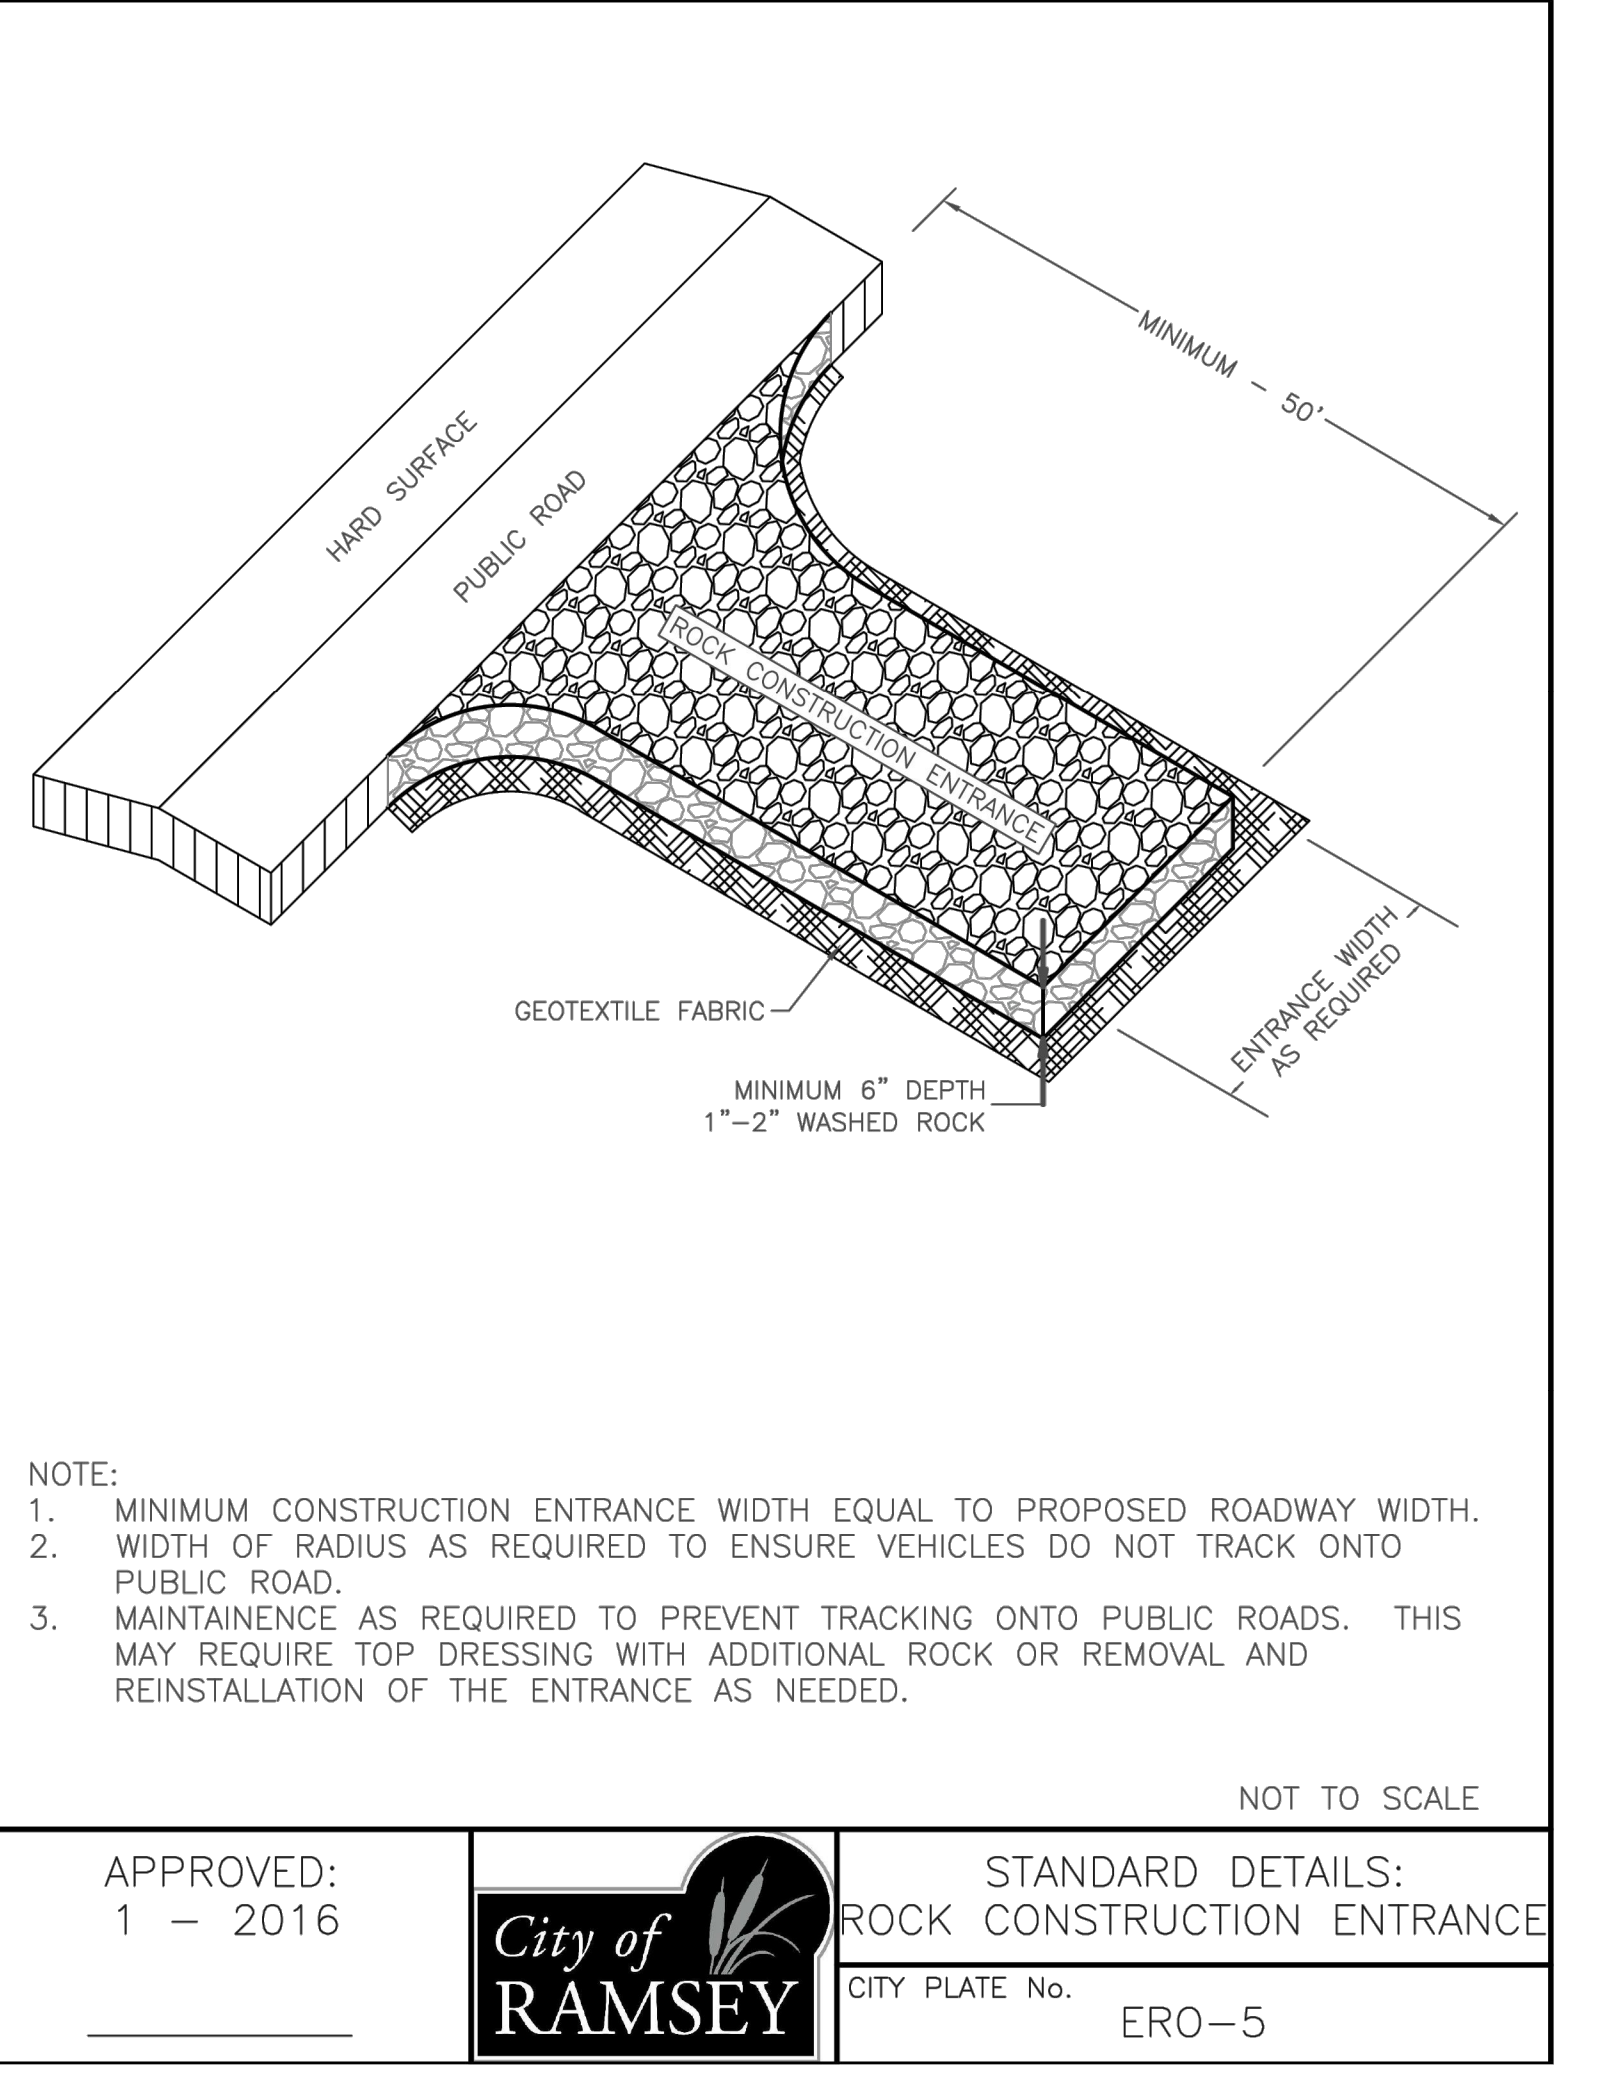 MINIMUM - 50'
HARD SURFACE
PUBLIC ROAD
ROCK CONSTRUCTION ENTRANCE
ENTRANCE WIDTH
AS REQUIRED
GEOTEXTILE FABRIC
MINIMUM 6" DEPTH
1"-2" WASHED ROCK
NOTE:
1. MINIMUM CONSTRUCTION ENTRANCE WIDTH EQUAL TO PROPOSED ROADWAY WIDTH.
2. WIDTH OF RADIUS AS REQUIRED TO ENSURE VEHICLES DO NOT TRACK ONTO
PUBLIC ROAD.
3. MAINTAINENCE AS REQUIRED TO PREVENT TRACKING ONTO PUBLIC ROADS. THIS
MAY REQUIRE TOP DRESSING WITH ADDITIONAL ROCK OR REMOVAL AND
REINSTALLATION OF THE ENTRANCE AS NEEDED.
NOT TO SCALE
APPROVED:
1 - 2016
City of
RAMSEY
STANDARD DETAILS:
ROCK CONSTRUCTION ENTRANCE
CITY PLATE No.
ERO-5